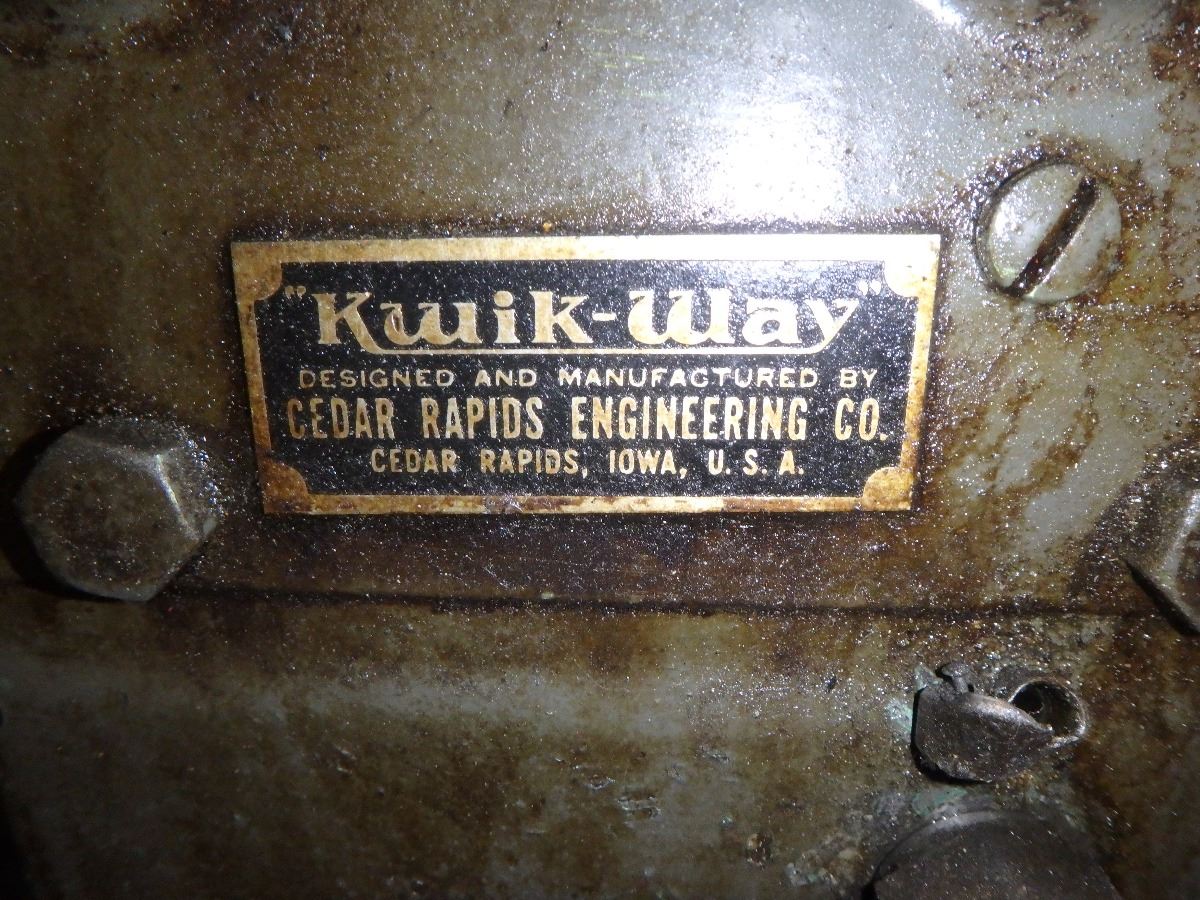 "Kwik-Way"
DESIGNED AND MANUFACTURED BY
CEDAR RAPIDS ENGINEERING CO.
CEDAR RAPIDS, IOWA, U. S. A.